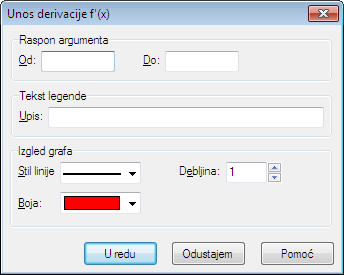 Unos derivacije f'(x)
Raspon argumenta
Od: Do:
Tekst legende
Upis:
Izgled grafa
Stil linije Debljina: 1
Boja:
U redu Odustajem Pomoć